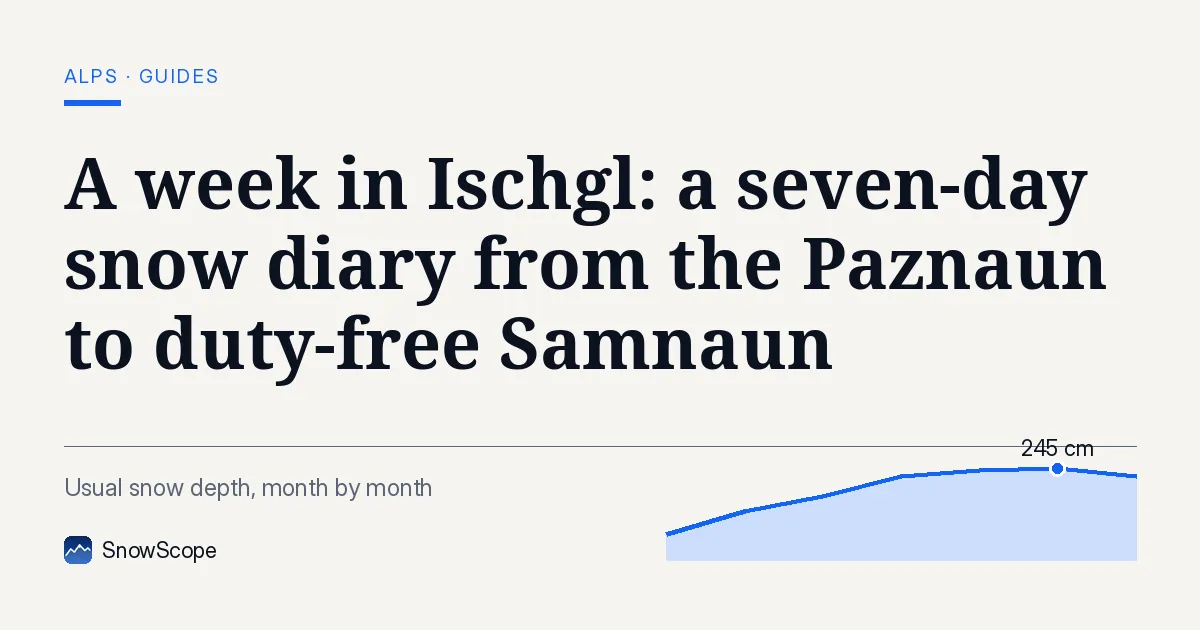 ALPS · GUIDES
A week in Ischgl: a seven-day
snow diary from the Paznaun
to duty-free Samnaun
245 cm
Usual snow depth, month by month
SnowScope